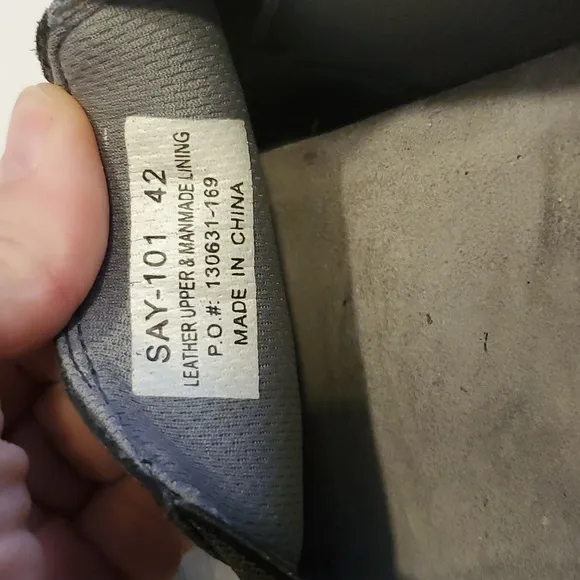 SAY-101 42
LEATHER UPPER & MANMADE LINING
P.O.#: 130631-169
MADE IN CHINA